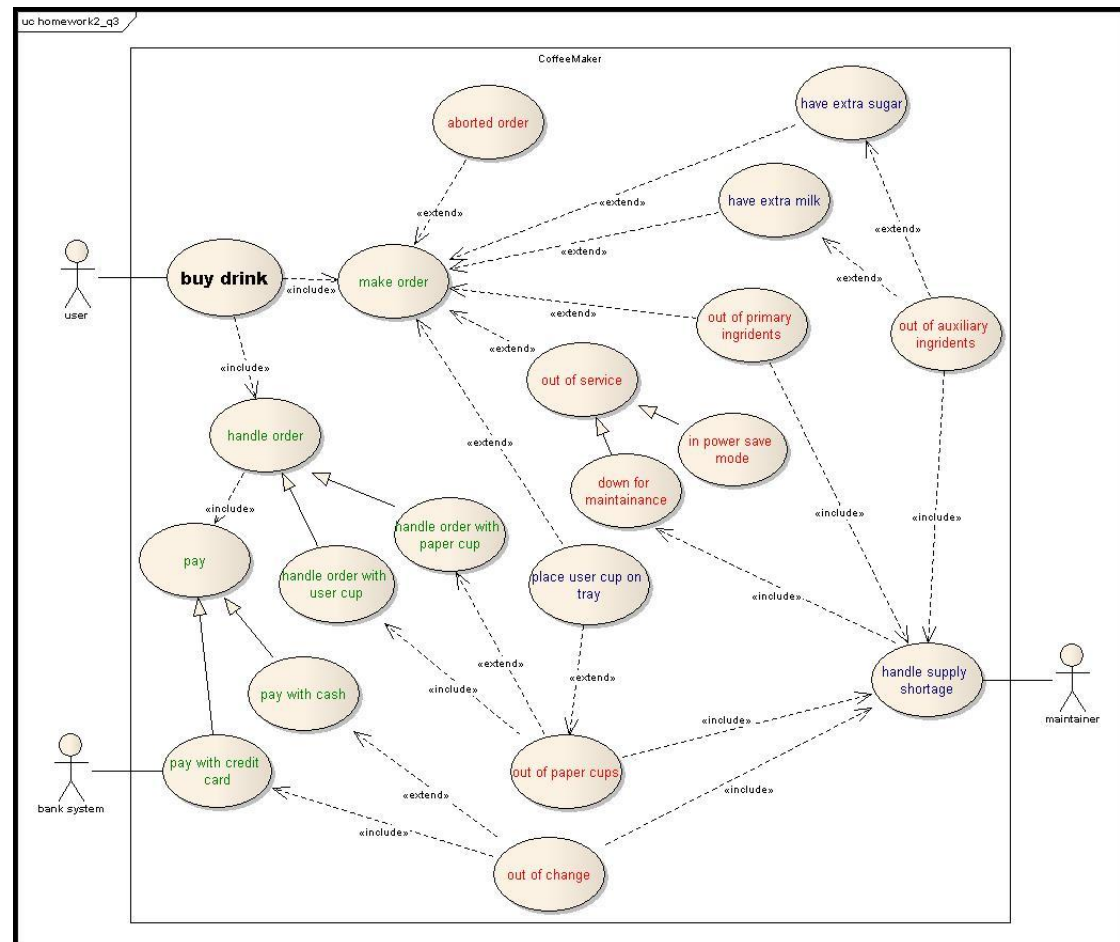 uc homework2_q3
CoffeeMaker
aborted order
have extra sugar
have extra milk
«extend»
«extend»
«extend»
«extend»
«extend»
user
buy drink
«include»
make order
«extend»
out of primary
ingridents
out of auxiliary
ingridents
«extend»
out of service
«include»
handle order
«extend»
in power save
mode
down for
maintainance
«include»
«include»
«include»
pay
handle order with
paper cup
handle order with
user cup
place user cup on
tray
«include»
«extend»
«include»
«extend»
handle supply
shortage
maintainer
pay with cash
«include»
bank system
pay with credit
card
out of paper cups
«extend»
«include»
«include»
out of change